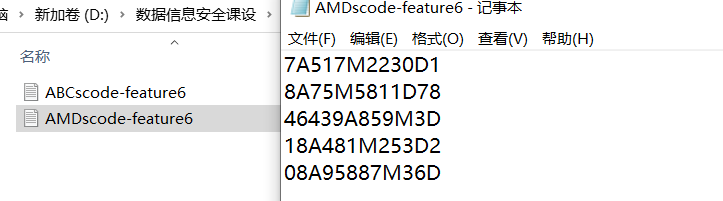 脑 > 新加卷 (D:) > 数据信息安全课设 >
名称
ABCscode-feature6
AMDscode-feature6
AMDscode-feature6 - 记事本
文件(F) 编辑(E) 格式(O) 查看(V) 帮助(H)
7A517M2230D1
8A75M5811D78
46439A859M3D
18A481M253D2
08A95887M36D